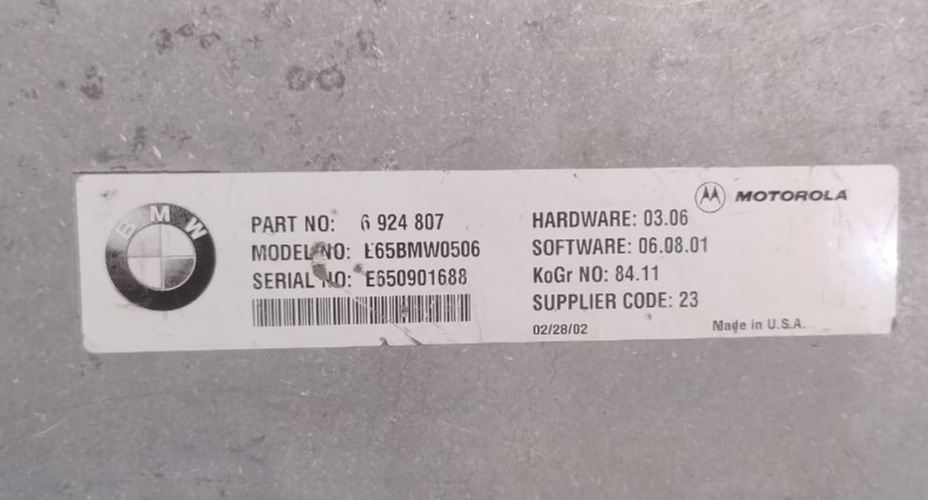 BMW
MOTOROLA
PART NO: 6 924 807
MODEL NO: E65BMW0506
SERIAL NO: E650901688
HARDWARE: 03.06
SOFTWARE: 06.08.01
KoGr NO: 84.11
SUPPLIER CODE: 23
02/28/02
Made in U.S.A.